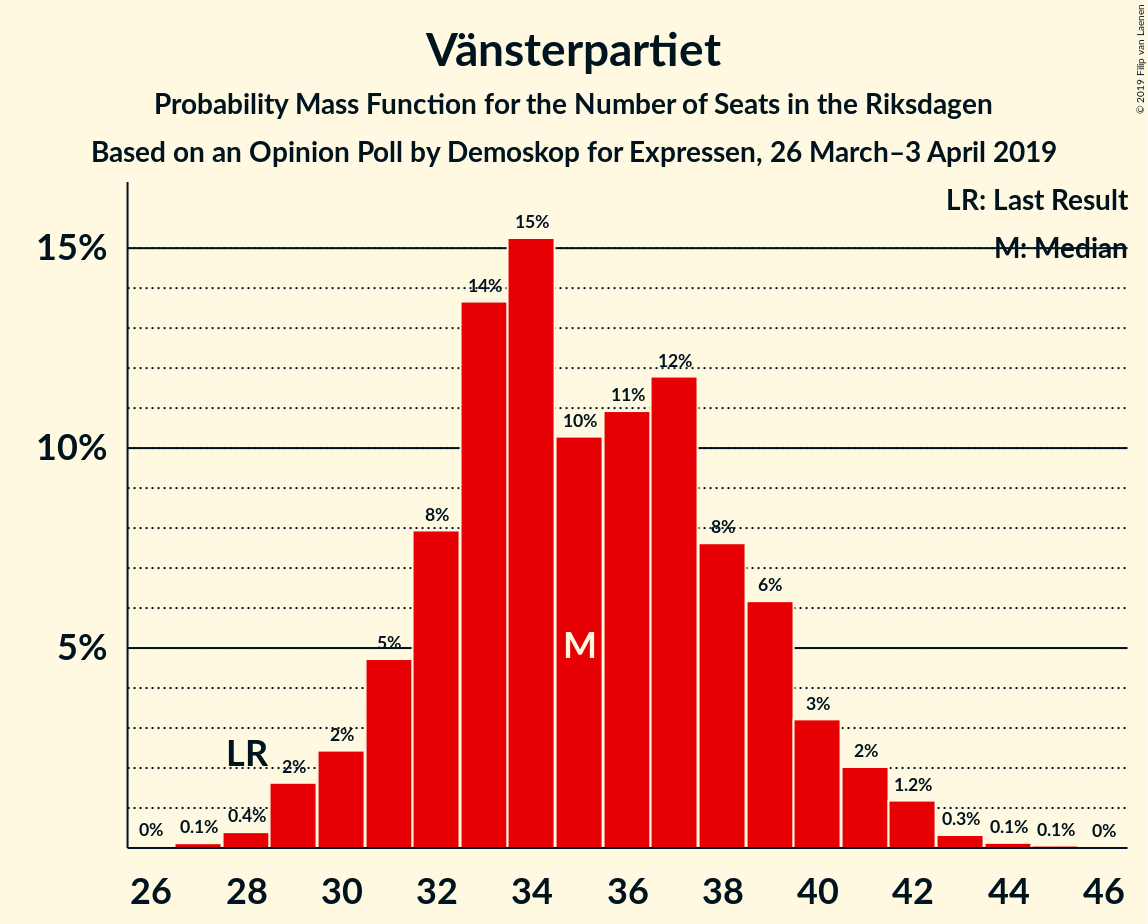 Vänsterpartiet
Probability Mass Function for the Number of Seats in the Riksdagen
Based on an Opinion Poll by Demoskop for Expressen, 26 March–3 April 2019
© 2019 Filip van Laenen
LR: Last Result
M: Median
15%
10%
5%
0%
0.1%
0.4%
2%
2%
5%
8%
14%
15%
10%
11%
12%
8%
6%
3%
2%
1.2%
0.3%
0.1%
0.1%
0%
LR
M
26 28 30 32 34 36 38 40 42 44 46